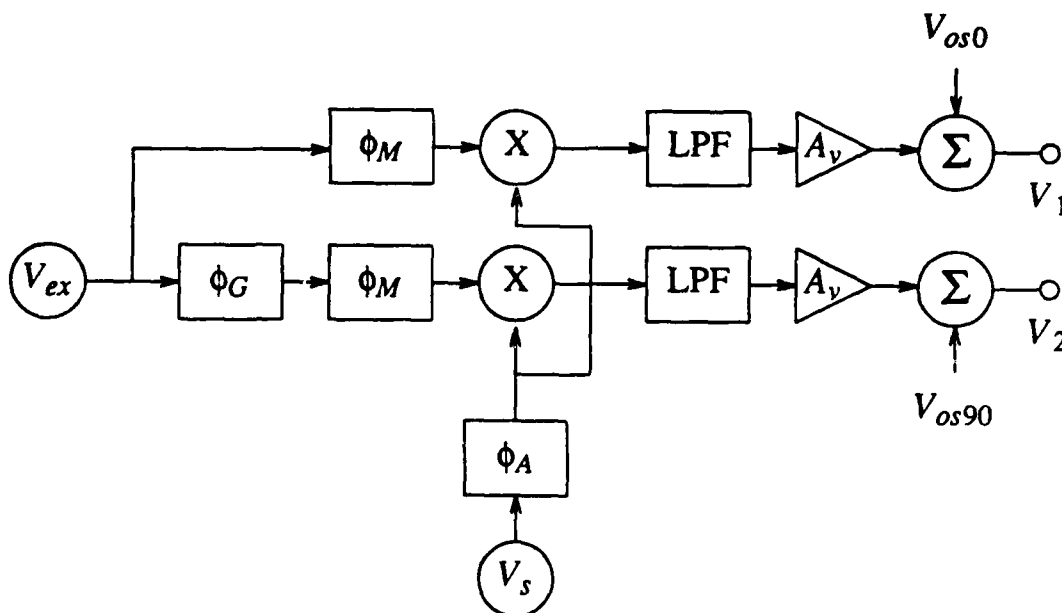 V_os0
ϕ_M X LPF A_v Σ
V_1
V_ex ϕ_G ϕ_M X LPF A_v Σ
V_2
V_os90
ϕ_A
V_s